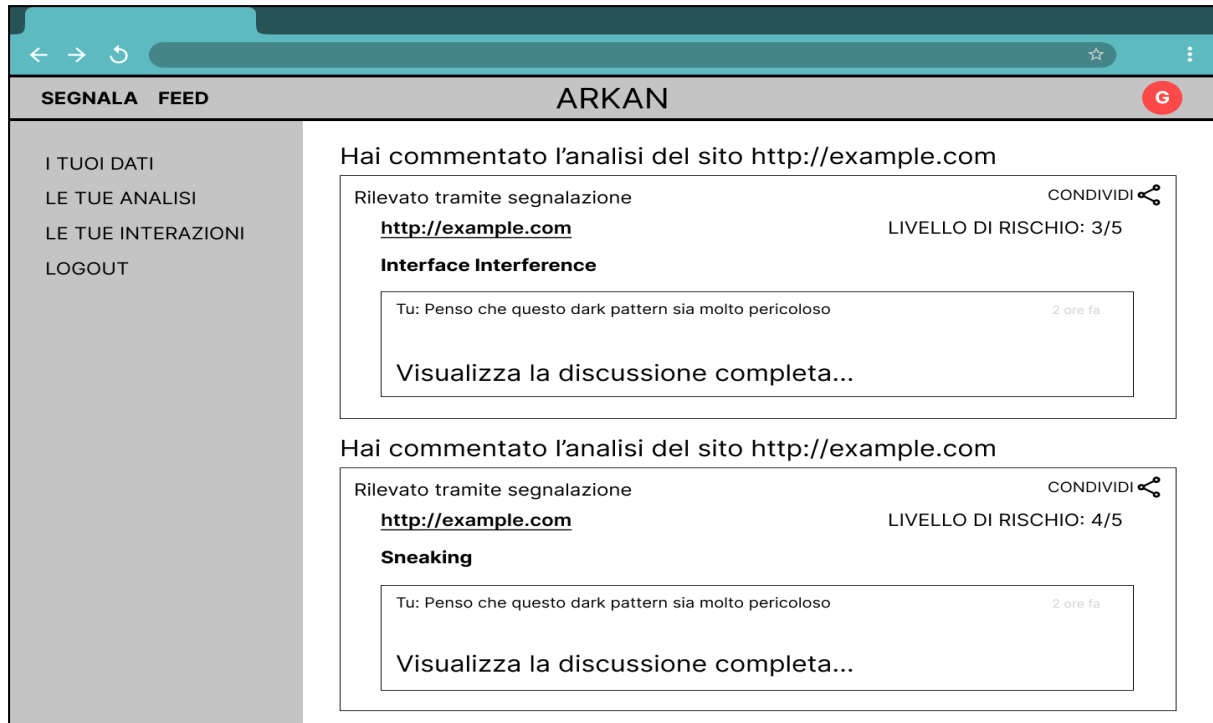 SEGNALA FEED ARKAN G
I TUOI DATI
LE TUE ANALISI
LE TUE INTERAZIONI
LOGOUT
Hai commentato l'analisi del sito http://example.com
Rilevato tramite segnalazione CONDIVIDI
http://example.com LIVELLO DI RISCHIO: 3/5
Interface Interference
Tu: Penso che questo dark pattern sia molto pericoloso 2 ore fa
Visualizza la discussione completa...
Hai commentato l'analisi del sito http://example.com
Rilevato tramite segnalazione CONDIVIDI
http://example.com LIVELLO DI RISCHIO: 4/5
Sneaking
Tu: Penso che questo dark pattern sia molto pericoloso 2 ore fa
Visualizza la discussione completa...